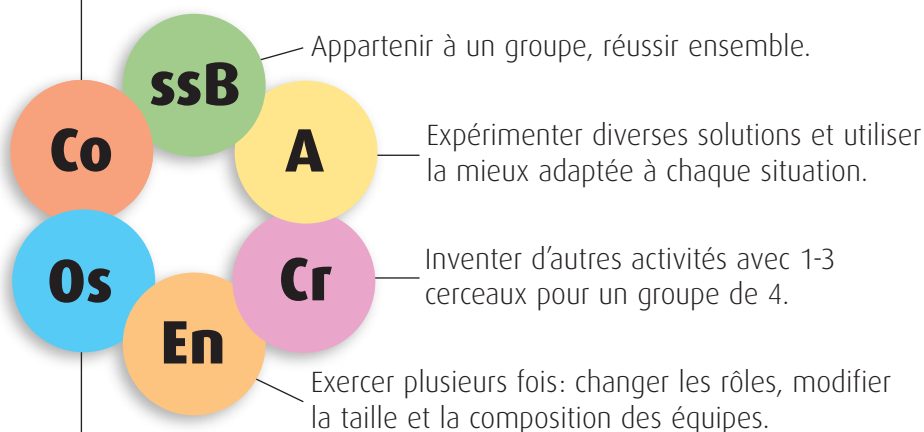 ssB
Appartenir à un groupe, réussir ensemble.
Co
A
Expérimenter diverses solutions et utiliser
la mieux adaptée à chaque situation.
Os
Cr
Inventer d’autres activités avec 1-3
cerceaux pour un groupe de 4.
En
Exercer plusieurs fois: changer les rôles, modifier
la taille et la composition des équipes.